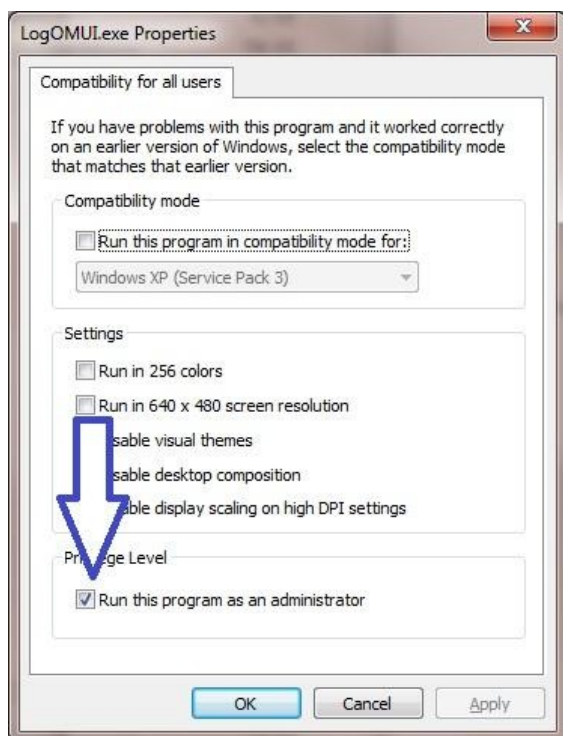 LogOMUI.exe Properties
Compatibility for all users
If you have problems with this program and it worked correctly
on an earlier version of Windows, select the compatibility mode
that matches that earlier version.
Compatibility mode
Run this program in compatibility mode for:
Windows XP (Service Pack 3)
Settings
Run in 256 colors
Run in 640 x 480 screen resolution
visual themes
desktop composition
display scaling on high DPI settings
Level
Run this program as an administrator
OK
Cancel
Apply